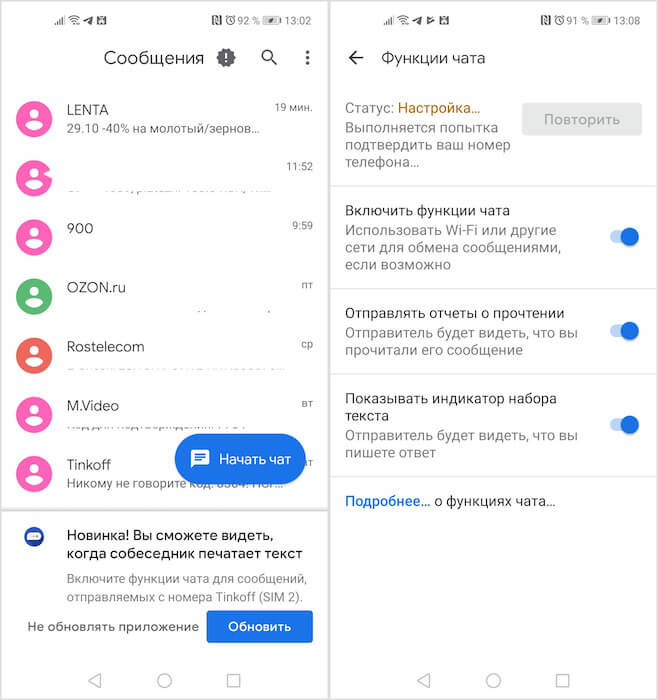 92 % 13:02
Сообщения
LENTA 19 мин.
29.10 -40% на молотый/зернов...
11:52
900 9:59
OZON.ru пт
Rostelecom ср
M.Video вт
Tinkoff
Никому не говорите код:
Начать чат
Новинка! Вы сможете видеть,
когда собеседник печатает текст
Включите функции чата для сообщений,
отправляемых с номера Tinkoff (SIM 2).
Не обновлять приложение Обновить
91 % 13:08
Функции чата
Статус: Настройка...
Выполняется попытка
подтвердить ваш номер
телефона...
Повторить
Включить функции чата
Использовать Wi-Fi или другие
сети для обмена сообщениями,
если возможно
Отправлять отчеты о прочтении
Отправитель будет видеть, что вы
прочитали его сообщение
Показывать индикатор набора
текста
Отправитель будет видеть, что вы
пишете ответ
Подробнее... о функциях чата...